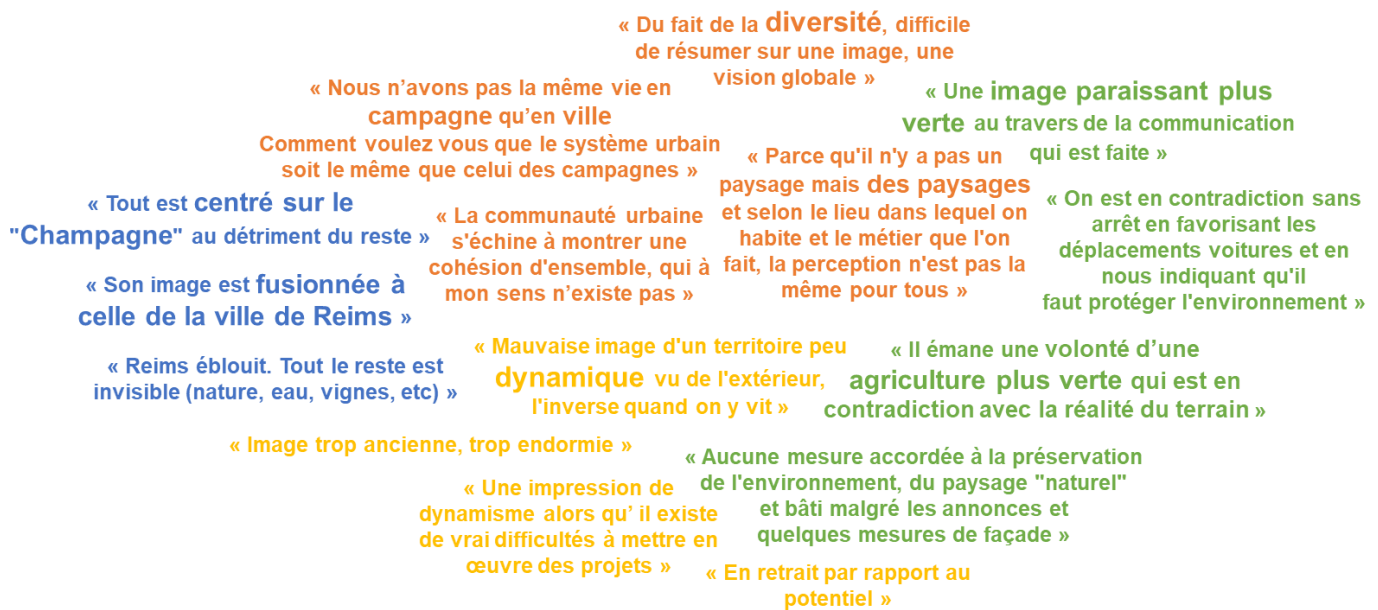 « Du fait de la diversité, difficile
de résumer sur une image, une
vision globale »
« Nous n’avons pas la même vie en
campagne qu’en ville
Comment voulez vous que le système urbain
soit le même que celui des campagnes »
« Une image paraissant plus
verte au travers de la communication
qui est faite »
« Parce qu'il n'y a pas un
paysage mais des paysages
et selon le lieu dans lequel on
habite et le métier que l'on
fait, la perception n'est pas la
même pour tous »
« Tout est centré sur le
"Champagne" au détriment du reste »
« La communauté urbaine
s'échine à montrer une
cohésion d'ensemble, qui à
mon sens n’existe pas »
« On est en contradiction sans
arrêt en favorisant les
déplacements voitures et en
nous indiquant qu'il
faut protéger l'environnement »
« Son image est fusionnée à
celle de la ville de Reims »
« Reims éblouit. Tout le reste est
invisible (nature, eau, vignes, etc) »
« Mauvaise image d'un territoire peu
dynamique vu de l'extérieur,
l'inverse quand on y vit »
« Il émane une volonté d’une
agriculture plus verte qui est en
contradiction avec la réalité du terrain »
« Image trop ancienne, trop endormie »
« Aucune mesure accordée à la préservation
de l'environnement, du paysage "naturel"
et bâti malgré les annonces et
quelques mesures de façade »
« Une impression de
dynamisme alors qu’ il existe
de vrai difficultés à mettre en
œuvre des projets »
« En retrait par rapport au
potentiel »